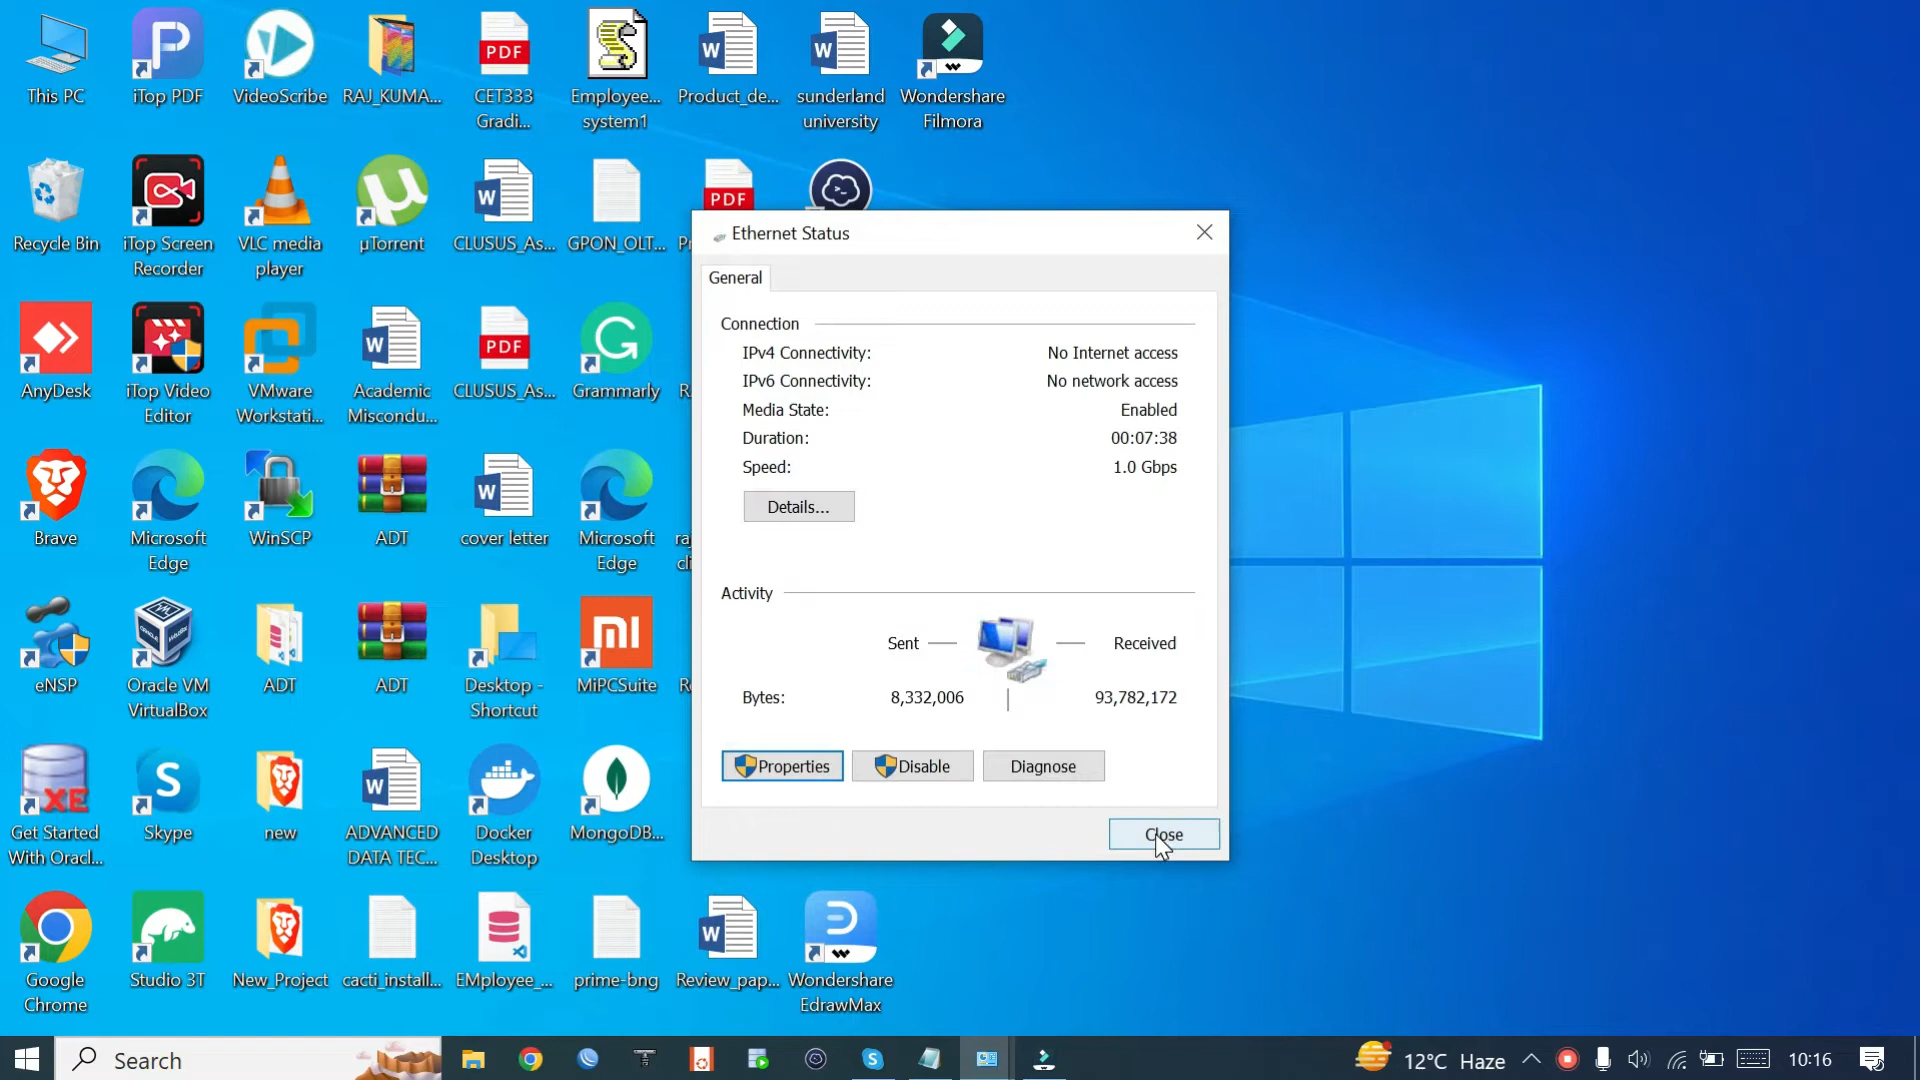 This PC
iTop PDF
VideoScribe
RAJ_KUMA...
PDF
CET333
Gradi...
Employee...
system1
Product_de...
sunderland
university
Wondershare
Filmora
Recycle Bin
iTop Screen
Recorder
VLC media
player
µTorrent
CLUSUS_As...
GPON_OLT...
PDF
AnyDesk
iTop Video
Editor
VMware
Workstati...
Academic
Miscondu...
PDF
CLUSUS_As...
Grammarly
Brave
Microsoft
Edge
WinSCP
ADT
cover letter
Microsoft
Edge
eNSP
Oracle VM
VirtualBox
ADT
ADT
Desktop -
Shortcut
MiPCSuite
XE
Get Started
With Oracl...
Skype
new
ADVANCED
DATA TEC...
Docker
Desktop
MongoDB...
Google
Chrome
Studio 3T
New_Project
cacti_install...
EMployee_...
prime-bng
Review_pap...
Wondershare
EdrawMax
Ethernet Status
General
Connection
IPv4 Connectivity: No Internet access
IPv6 Connectivity: No network access
Media State: Enabled
Duration: 00:07:38
Speed: 1.0 Gbps
Details...
Activity
Sent Received
Bytes: 8,332,006 93,782,172
Properties Disable Diagnose
Close
Search
12°C Haze 10:16